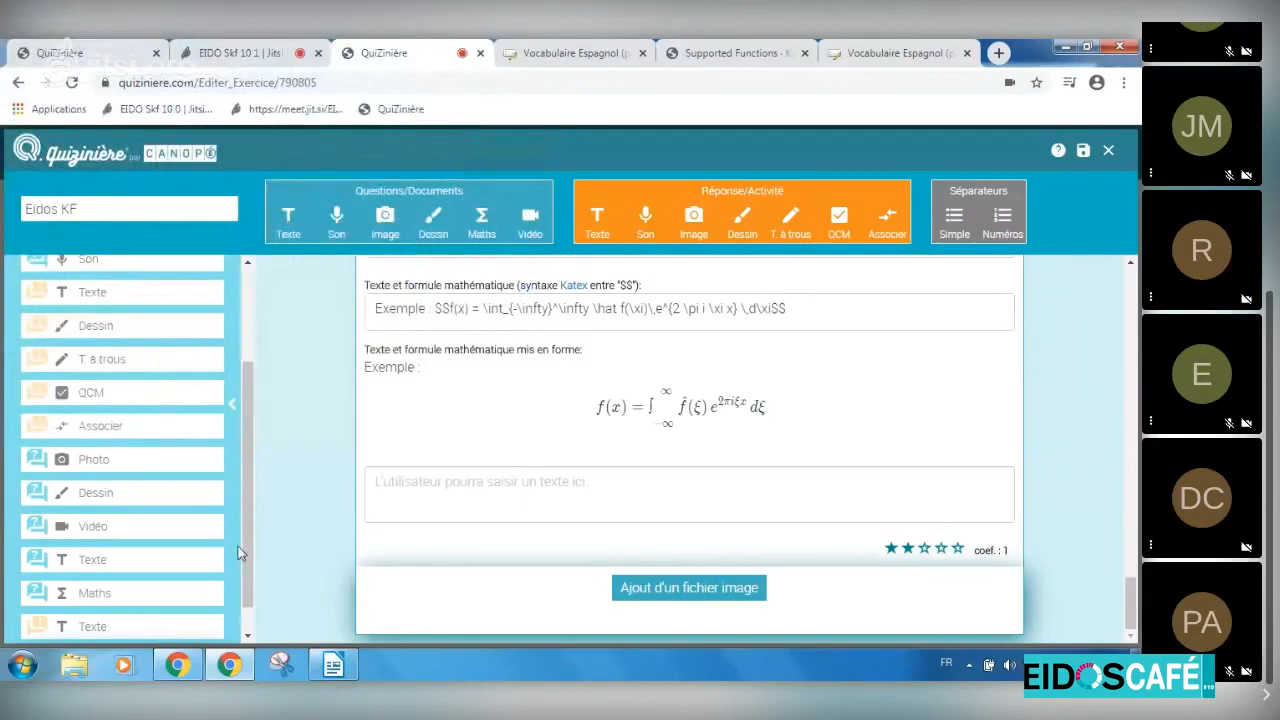 QuiZinière
EIDO Skf 10 1 | Jitsi
QuiZinière
Vocabulaire Espagnol (p
Supported Functions · K
Vocabulaire Espagnol (p
quiziniere.com/Editer_Exercice/790805
Applications
EIDO Skf 10.0 | Jitsi...
https://meet.jit.si/EI...
QuiZinière
Quizinière par CANOPÉ
Eidos KF
Questions/Documents
Texte
Son
Image
Dessin
Maths
Vidéo
Réponse/Activité
Texte
Son
Image
Dessin
T. à trous
QCM
Associer
Séparateurs
Simple
Numéros
Son
Texte
Dessin
T. à trous
QCM
Associer
Photo
Dessin
Vidéo
Texte
Maths
Texte
Texte et formule mathématique (syntaxe Katex entre "$$"):
Exemple : $$f(x) = \int_{-\infty}^\infty \hat f(\xi)\,e^{2 \pi i \xi x} \,d\xi$$
Texte et formule mathématique mis en forme:
Exemple :
f(x) = ∫_{−∞}^{∞} f̂(ξ) e^{2πiξx} dξ
L'utilisateur pourra saisir un texte ici.
coef. : 1
Ajout d'un fichier image
FR
JM
R
E
DC
PA
EIDOSCAFÉ
#10